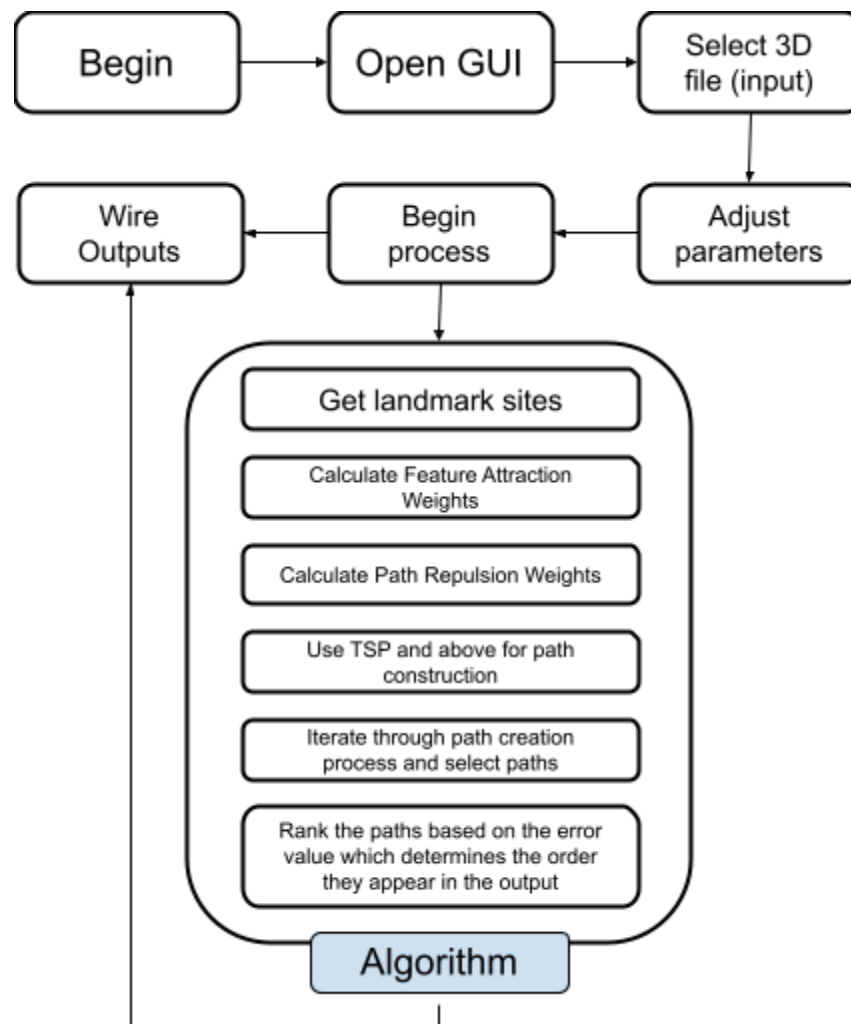 Begin
Open GUI
Select 3D
file (input)
Wire
Outputs
Begin
process
Adjust
parameters
Get landmark sites
Calculate Feature Attraction
Weights
Calculate Path Repulsion Weights
Use TSP and above for path
construction
Iterate through path creation
process and select paths
Rank the paths based on the error
value which determines the order
they appear in the output
Algorithm